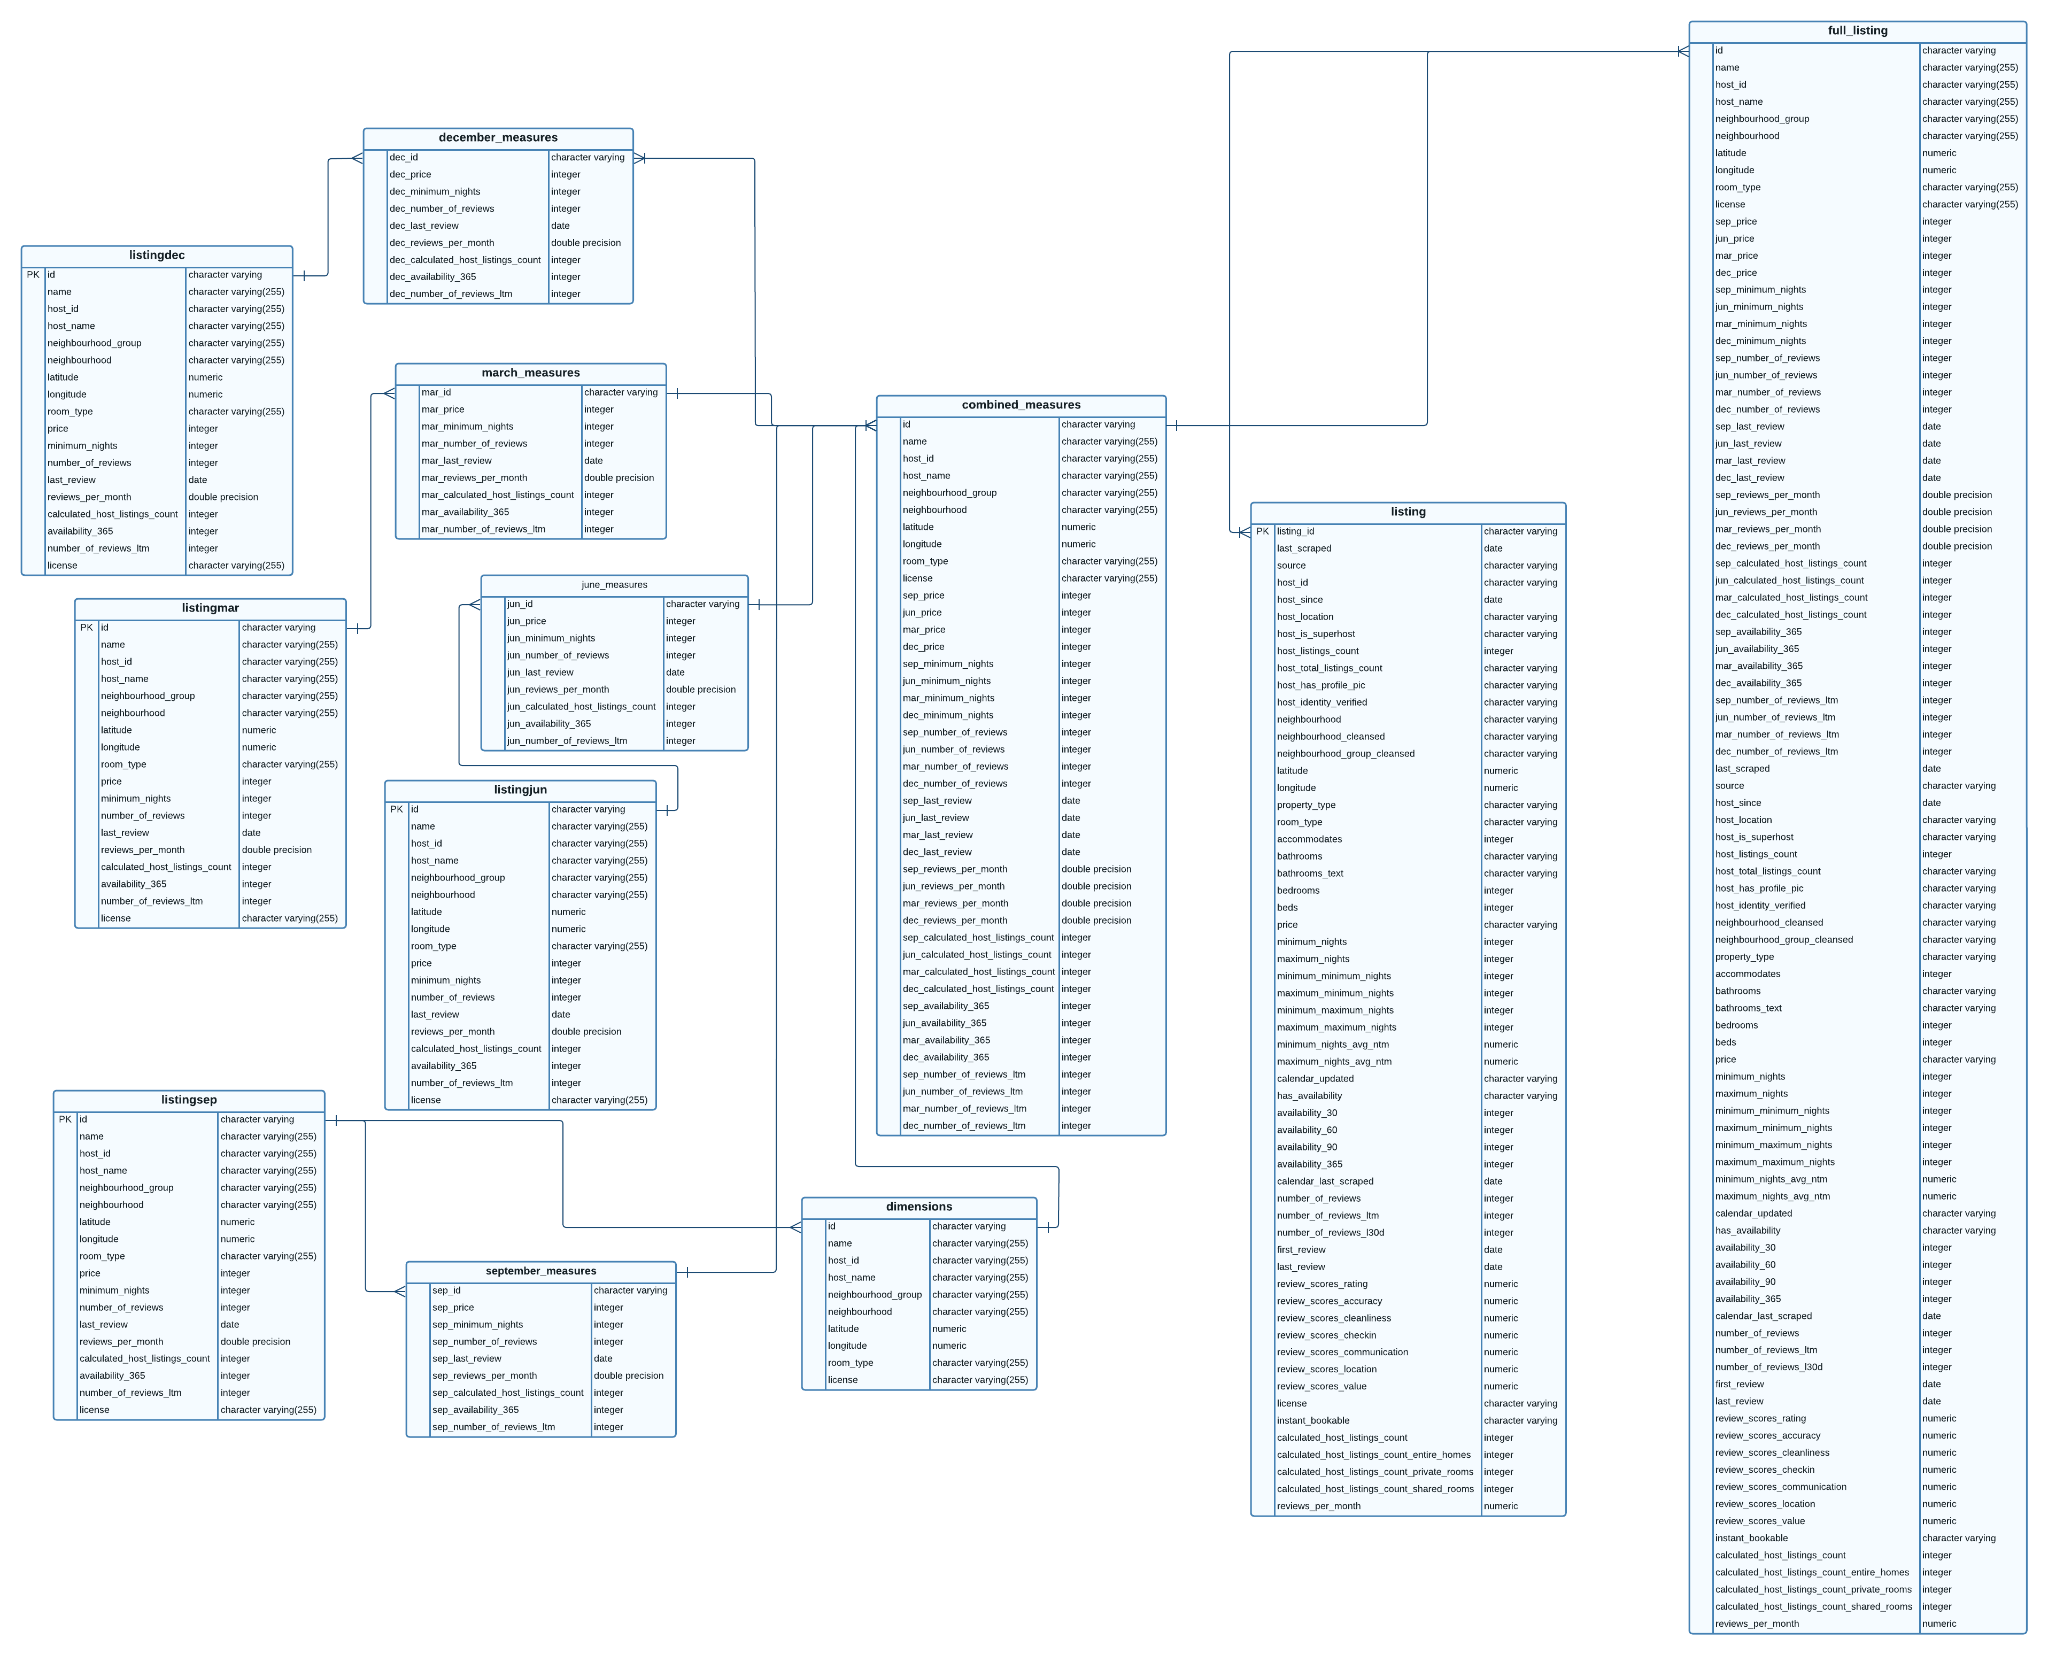 full_listing
id character varying
name character varying(255)
host_id character varying(255)
host_name character varying(255)
neighbourhood_group character varying(255)
neighbourhood character varying(255)
latitude numeric
longitude numeric
room_type character varying(255)
license character varying(255)
sep_price integer
jun_price integer
mar_price integer
dec_price integer
sep_minimum_nights integer
jun_minimum_nights integer
mar_minimum_nights integer
dec_minimum_nights integer
sep_number_of_reviews integer
jun_number_of_reviews integer
mar_number_of_reviews integer
dec_number_of_reviews integer
sep_last_review date
jun_last_review date
mar_last_review date
dec_last_review date
sep_reviews_per_month double precision
jun_reviews_per_month double precision
mar_reviews_per_month double precision
dec_reviews_per_month double precision
sep_calculated_host_listings_count integer
jun_calculated_host_listings_count integer
mar_calculated_host_listings_count integer
dec_calculated_host_listings_count integer
sep_availability_365 integer
jun_availability_365 integer
mar_availability_365 integer
dec_availability_365 integer
sep_number_of_reviews_ltm integer
jun_number_of_reviews_ltm integer
mar_number_of_reviews_ltm integer
dec_number_of_reviews_ltm integer
last_scraped date
source character varying
host_since date
host_location character varying
host_is_superhost character varying
host_listings_count integer
host_total_listings_count character varying
host_has_profile_pic character varying
host_identity_verified character varying
neighbourhood_cleansed character varying
neighbourhood_group_cleansed character varying
property_type character varying
accommodates integer
bathrooms character varying
bathrooms_text character varying
bedrooms integer
beds integer
price character varying
minimum_nights integer
maximum_nights integer
minimum_minimum_nights integer
maximum_minimum_nights integer
minimum_maximum_nights integer
maximum_maximum_nights integer
minimum_nights_avg_ntm numeric
maximum_nights_avg_ntm numeric
calendar_updated character varying
has_availability character varying
availability_30 integer
availability_60 integer
availability_90 integer
availability_365 integer
calendar_last_scraped date
number_of_reviews integer
number_of_reviews_ltm integer
number_of_reviews_l30d integer
first_review date
last_review date
review_scores_rating numeric
review_scores_accuracy numeric
review_scores_cleanliness numeric
review_scores_checkin numeric
review_scores_communication numeric
review_scores_location numeric
review_scores_value numeric
instant_bookable character varying
calculated_host_listings_count integer
calculated_host_listings_count_entire_homes integer
calculated_host_listings_count_private_rooms integer
calculated_host_listings_count_shared_rooms integer
reviews_per_month numeric
december_measures
dec_id character varying
dec_price integer
dec_minimum_nights integer
dec_number_of_reviews integer
dec_last_review date
dec_reviews_per_month double precision
dec_calculated_host_listings_count integer
dec_availability_365 integer
dec_number_of_reviews_ltm integer
listingdec
PK id character varying
name character varying(255)
host_id character varying(255)
host_name character varying(255)
neighbourhood_group character varying(255)
neighbourhood character varying(255)
latitude numeric
longitude numeric
room_type character varying(255)
price integer
minimum_nights integer
number_of_reviews integer
last_review date
reviews_per_month double precision
calculated_host_listings_count integer
availability_365 integer
number_of_reviews_ltm integer
license character varying(255)
march_measures
mar_id character varying
mar_price integer
mar_minimum_nights integer
mar_number_of_reviews integer
mar_last_review date
mar_reviews_per_month double precision
mar_calculated_host_listings_count integer
mar_availability_365 integer
mar_number_of_reviews_ltm integer
combined_measures
id character varying
name character varying(255)
host_id character varying(255)
host_name character varying(255)
neighbourhood_group character varying(255)
neighbourhood character varying(255)
latitude numeric
longitude numeric
room_type character varying(255)
license character varying(255)
sep_price integer
jun_price integer
mar_price integer
dec_price integer
sep_minimum_nights integer
jun_minimum_nights integer
mar_minimum_nights integer
dec_minimum_nights integer
sep_number_of_reviews integer
jun_number_of_reviews integer
mar_number_of_reviews integer
dec_number_of_reviews integer
sep_last_review date
jun_last_review date
mar_last_review date
dec_last_review date
sep_reviews_per_month double precision
jun_reviews_per_month double precision
mar_reviews_per_month double precision
dec_reviews_per_month double precision
sep_calculated_host_listings_count integer
jun_calculated_host_listings_count integer
mar_calculated_host_listings_count integer
dec_calculated_host_listings_count integer
sep_availability_365 integer
jun_availability_365 integer
mar_availability_365 integer
dec_availability_365 integer
sep_number_of_reviews_ltm integer
jun_number_of_reviews_ltm integer
mar_number_of_reviews_ltm integer
dec_number_of_reviews_ltm integer
listing
PK listing_id character varying
last_scraped date
source character varying
host_id character varying
host_since date
host_location character varying
host_is_superhost character varying
host_listings_count integer
host_total_listings_count character varying
host_has_profile_pic character varying
host_identity_verified character varying
neighbourhood character varying
neighbourhood_cleansed character varying
neighbourhood_group_cleansed character varying
latitude numeric
longitude numeric
property_type character varying
room_type character varying
accommodates integer
bathrooms character varying
bathrooms_text character varying
bedrooms integer
beds integer
price character varying
minimum_nights integer
maximum_nights integer
minimum_minimum_nights integer
maximum_minimum_nights integer
minimum_maximum_nights integer
maximum_maximum_nights integer
minimum_nights_avg_ntm numeric
maximum_nights_avg_ntm numeric
calendar_updated character varying
has_availability character varying
availability_30 integer
availability_60 integer
availability_90 integer
availability_365 integer
calendar_last_scraped date
number_of_reviews integer
number_of_reviews_ltm integer
number_of_reviews_l30d integer
first_review date
last_review date
review_scores_rating numeric
review_scores_accuracy numeric
review_scores_cleanliness numeric
review_scores_checkin numeric
review_scores_communication numeric
review_scores_location numeric
review_scores_value numeric
license character varying
instant_bookable character varying
calculated_host_listings_count integer
calculated_host_listings_count_entire_homes integer
calculated_host_listings_count_private_rooms integer
calculated_host_listings_count_shared_rooms integer
reviews_per_month numeric
june_measures
jun_id character varying
jun_price integer
jun_minimum_nights integer
jun_number_of_reviews integer
jun_last_review date
jun_reviews_per_month double precision
jun_calculated_host_listings_count integer
jun_availability_365 integer
jun_number_of_reviews_ltm integer
listingmar
PK id character varying
name character varying(255)
host_id character varying(255)
host_name character varying(255)
neighbourhood_group character varying(255)
neighbourhood character varying(255)
latitude numeric
longitude numeric
room_type character varying(255)
price integer
minimum_nights integer
number_of_reviews integer
last_review date
reviews_per_month double precision
calculated_host_listings_count integer
availability_365 integer
number_of_reviews_ltm integer
license character varying(255)
listingjun
PK id character varying
name character varying(255)
host_id character varying(255)
host_name character varying(255)
neighbourhood_group character varying(255)
neighbourhood character varying(255)
latitude numeric
longitude numeric
room_type character varying(255)
price integer
minimum_nights integer
number_of_reviews integer
last_review date
reviews_per_month double precision
calculated_host_listings_count integer
availability_365 integer
number_of_reviews_ltm integer
license character varying(255)
listingsep
PK id character varying
name character varying(255)
host_id character varying(255)
host_name character varying(255)
neighbourhood_group character varying(255)
neighbourhood character varying(255)
latitude numeric
longitude numeric
room_type character varying(255)
price integer
minimum_nights integer
number_of_reviews integer
last_review date
reviews_per_month double precision
calculated_host_listings_count integer
availability_365 integer
number_of_reviews_ltm integer
license character varying(255)
dimensions
id character varying
name character varying(255)
host_id character varying(255)
host_name character varying(255)
neighbourhood_group character varying(255)
neighbourhood character varying(255)
latitude numeric
longitude numeric
room_type character varying(255)
license character varying(255)
september_measures
sep_id character varying
sep_price integer
sep_minimum_nights integer
sep_number_of_reviews integer
sep_last_review date
sep_reviews_per_month double precision
sep_calculated_host_listings_count integer
sep_availability_365 integer
sep_number_of_reviews_ltm integer